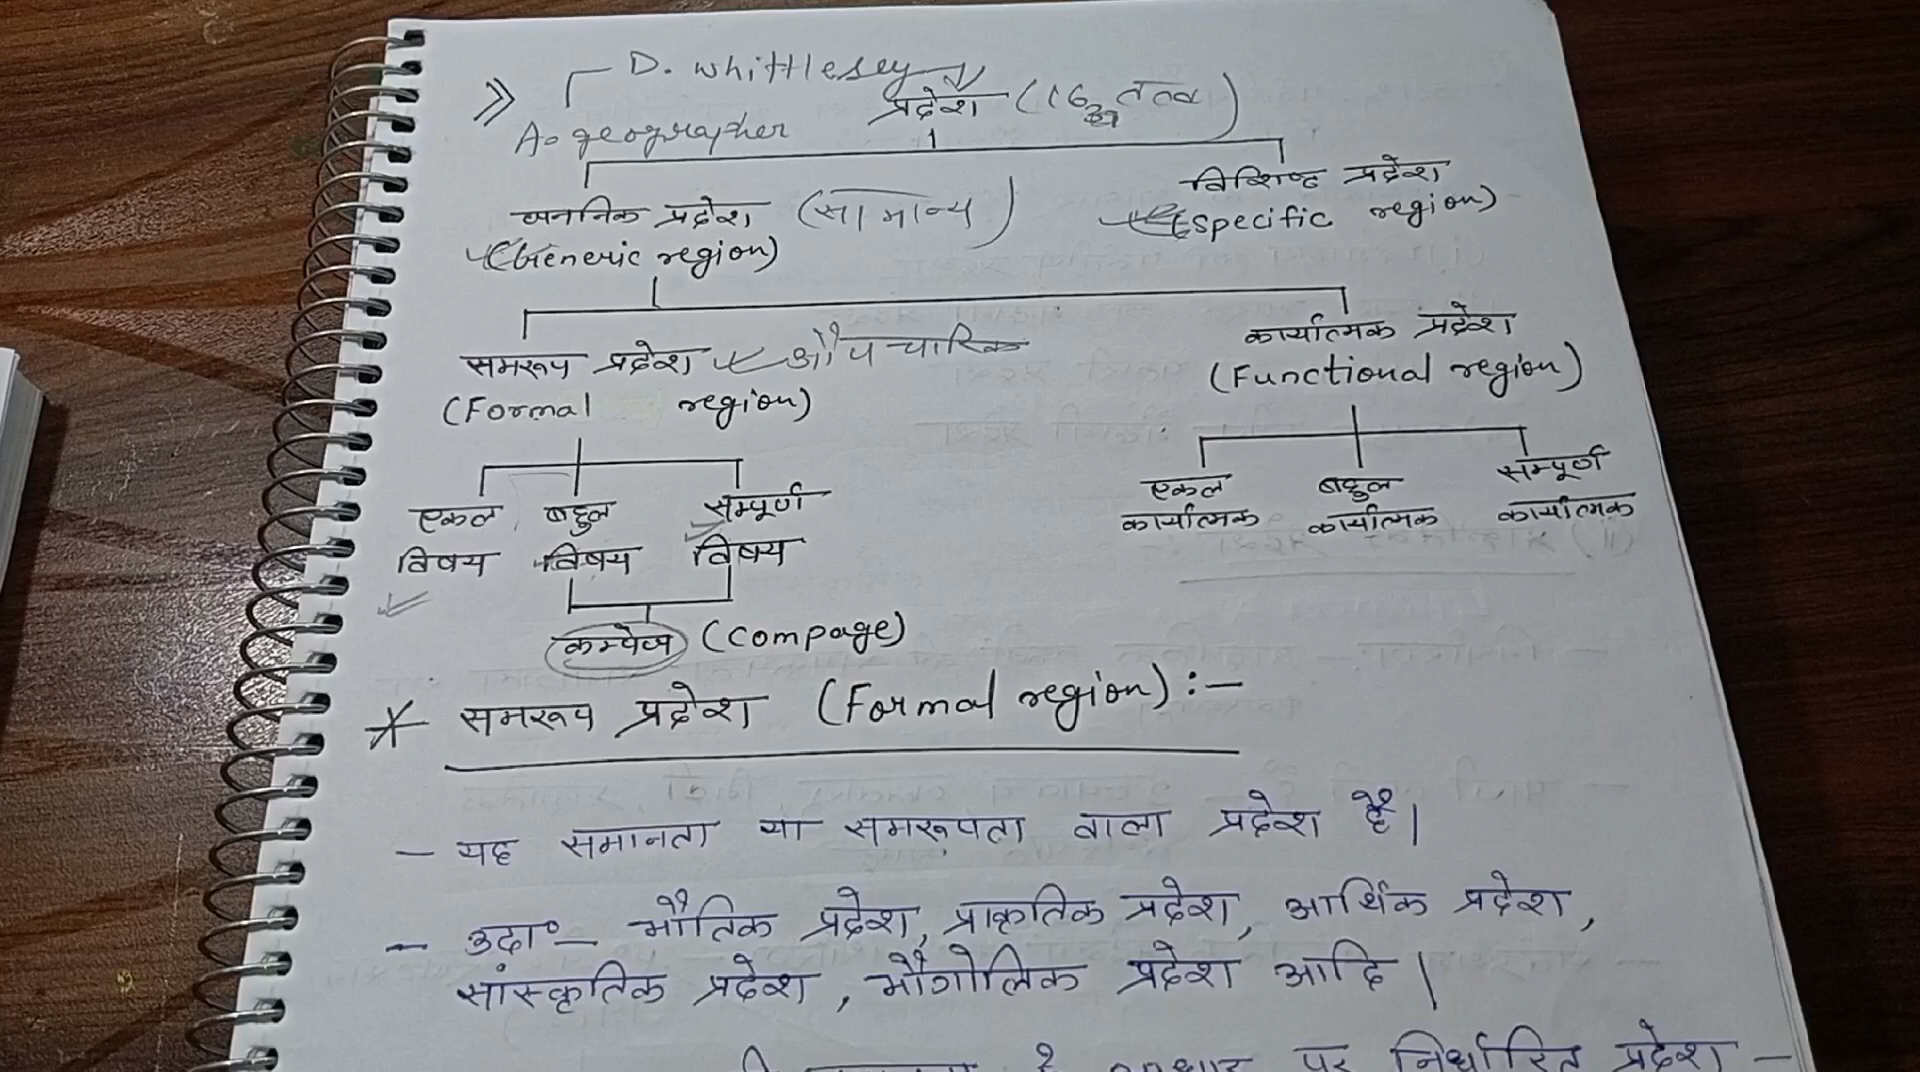 D. Whittlesey
A. geographer
प्रदेश (16 तत्व)
जननिक प्रदेश (सामान्य)
(Generic region)
विशिष्ट प्रदेश
(specific region)
समरूप प्रदेश औपचारिक
(Formal region)
कार्यात्मक प्रदेश
(Functional region)
एकल विषय
बहुल विषय
सम्पूर्ण विषय
एकल कार्यात्मक
बहुल कार्यात्मक
सम्पूर्ण कार्यात्मक
कम्पेज (compage)
* समरूप प्रदेश (Formal region) :-
- यह समानता या समरूपता वाला प्रदेश है।
- उदा० - भौतिक प्रदेश, प्राकृतिक प्रदेश, आर्थिक प्रदेश,
सांस्कृतिक प्रदेश, भौगोलिक प्रदेश आदि।
पर निर्धारित प्रदेश -